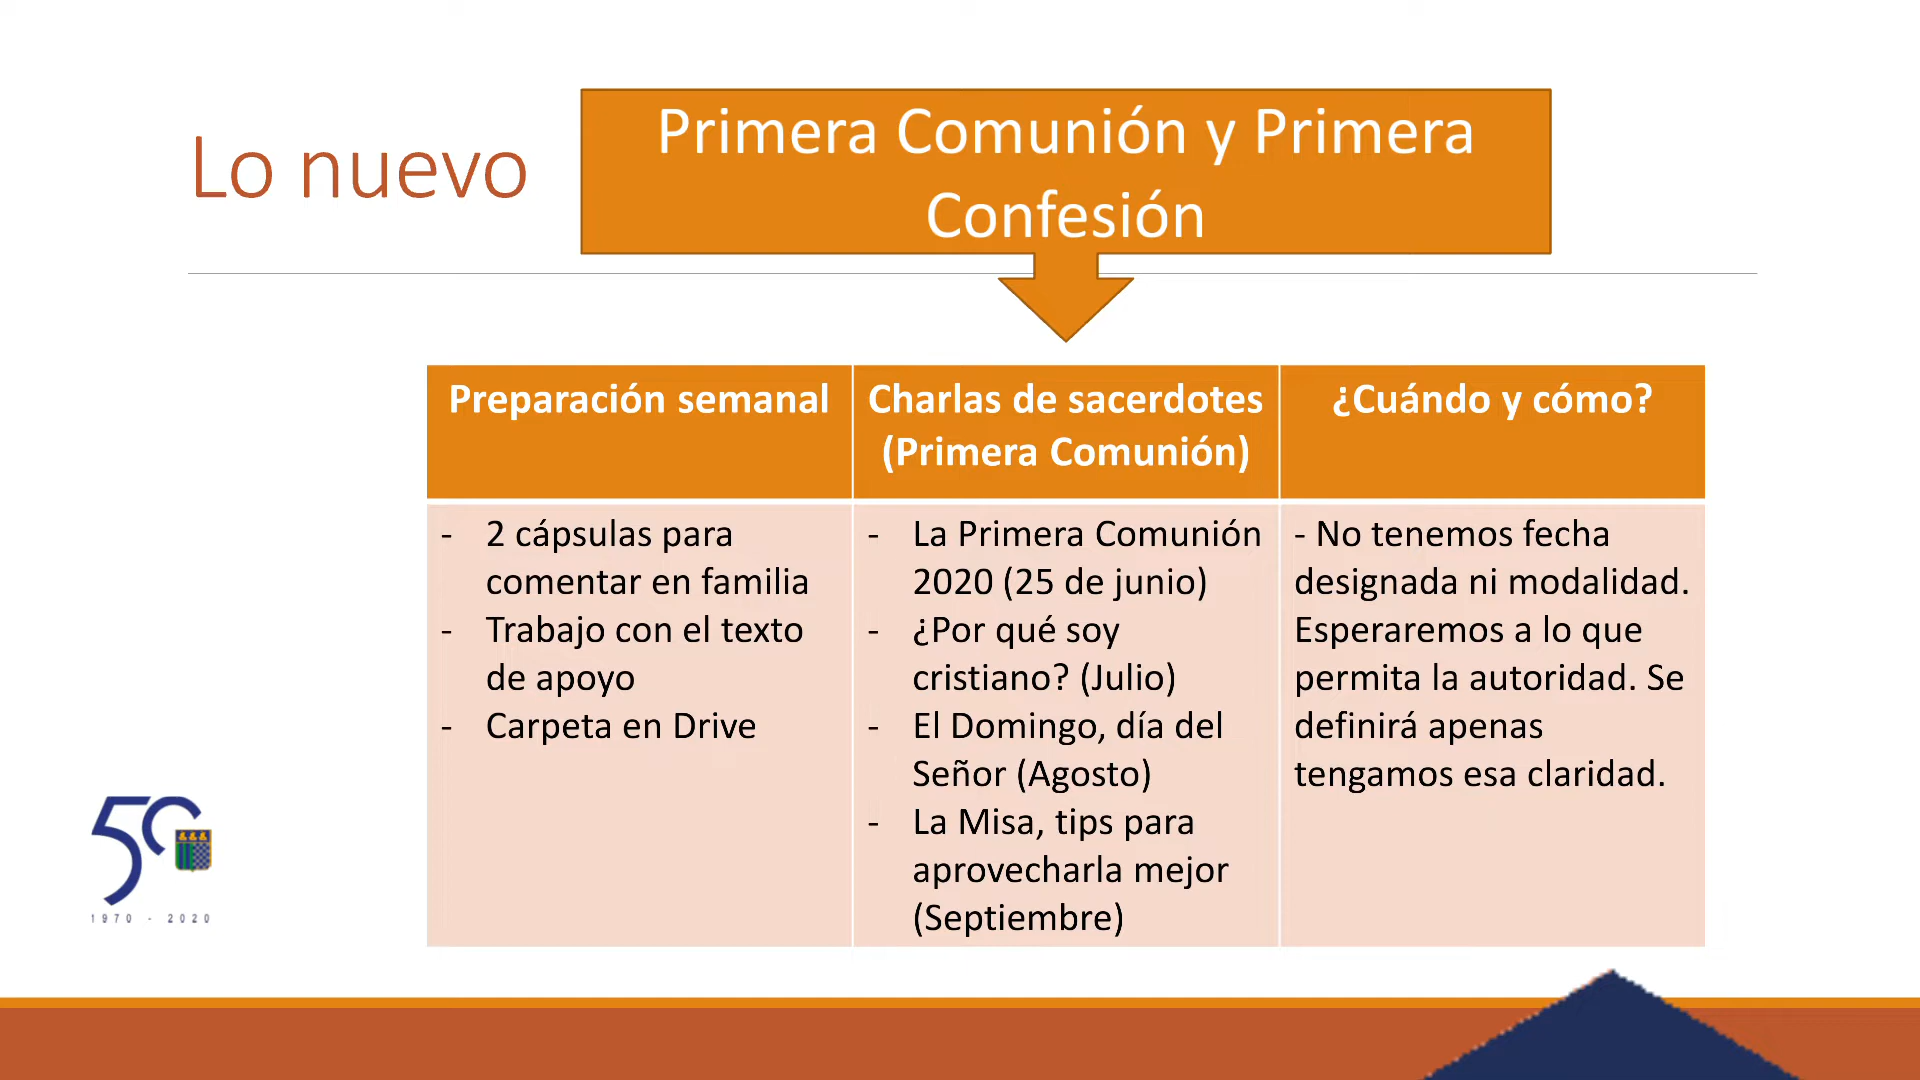 Lo nuevo
Primera Comunión y Primera
Confesión
Preparación semanal
Charlas de sacerdotes
(Primera Comunión)
¿Cuándo y cómo?
- 2 cápsulas para
comentar en familia
- Trabajo con el texto
de apoyo
- Carpeta en Drive
- La Primera Comunión
2020 (25 de junio)
- ¿Por qué soy
cristiano? (Julio)
- El Domingo, día del
Señor (Agosto)
- La Misa, tips para
aprovecharla mejor
(Septiembre)
- No tenemos fecha
designada ni modalidad.
Esperaremos a lo que
permita la autoridad. Se
definirá apenas
tengamos esa claridad.
50
1970 - 2020